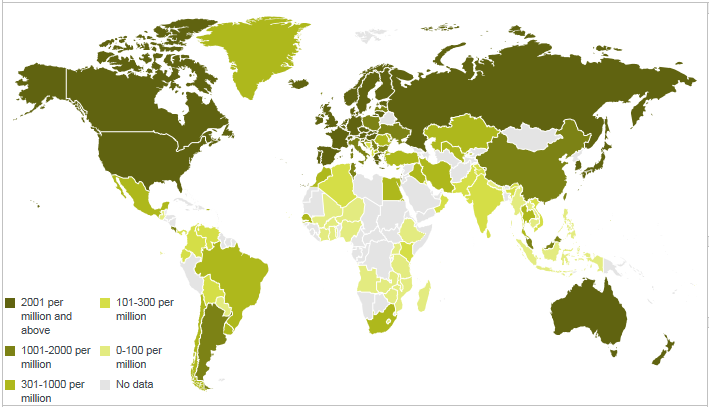 2001 per
million and
above
1001-2000 per
million
301-1000 per
million
101-300 per
million
0-100 per
million
No data